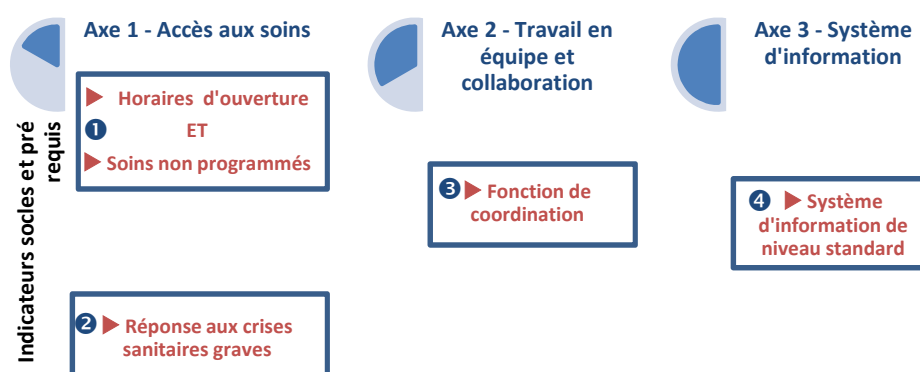 Axe 1 - Accès aux soins
Axe 2 - Travail en
équipe et
collaboration
Axe 3 - Système
d'information
Indicateurs socles et pré
requis
Horaires d'ouverture
❶ ET
Soins non programmés
❷ Réponse aux crises
sanitaires graves
❸ Fonction de
coordination
❹ Système
d'information de
niveau standard